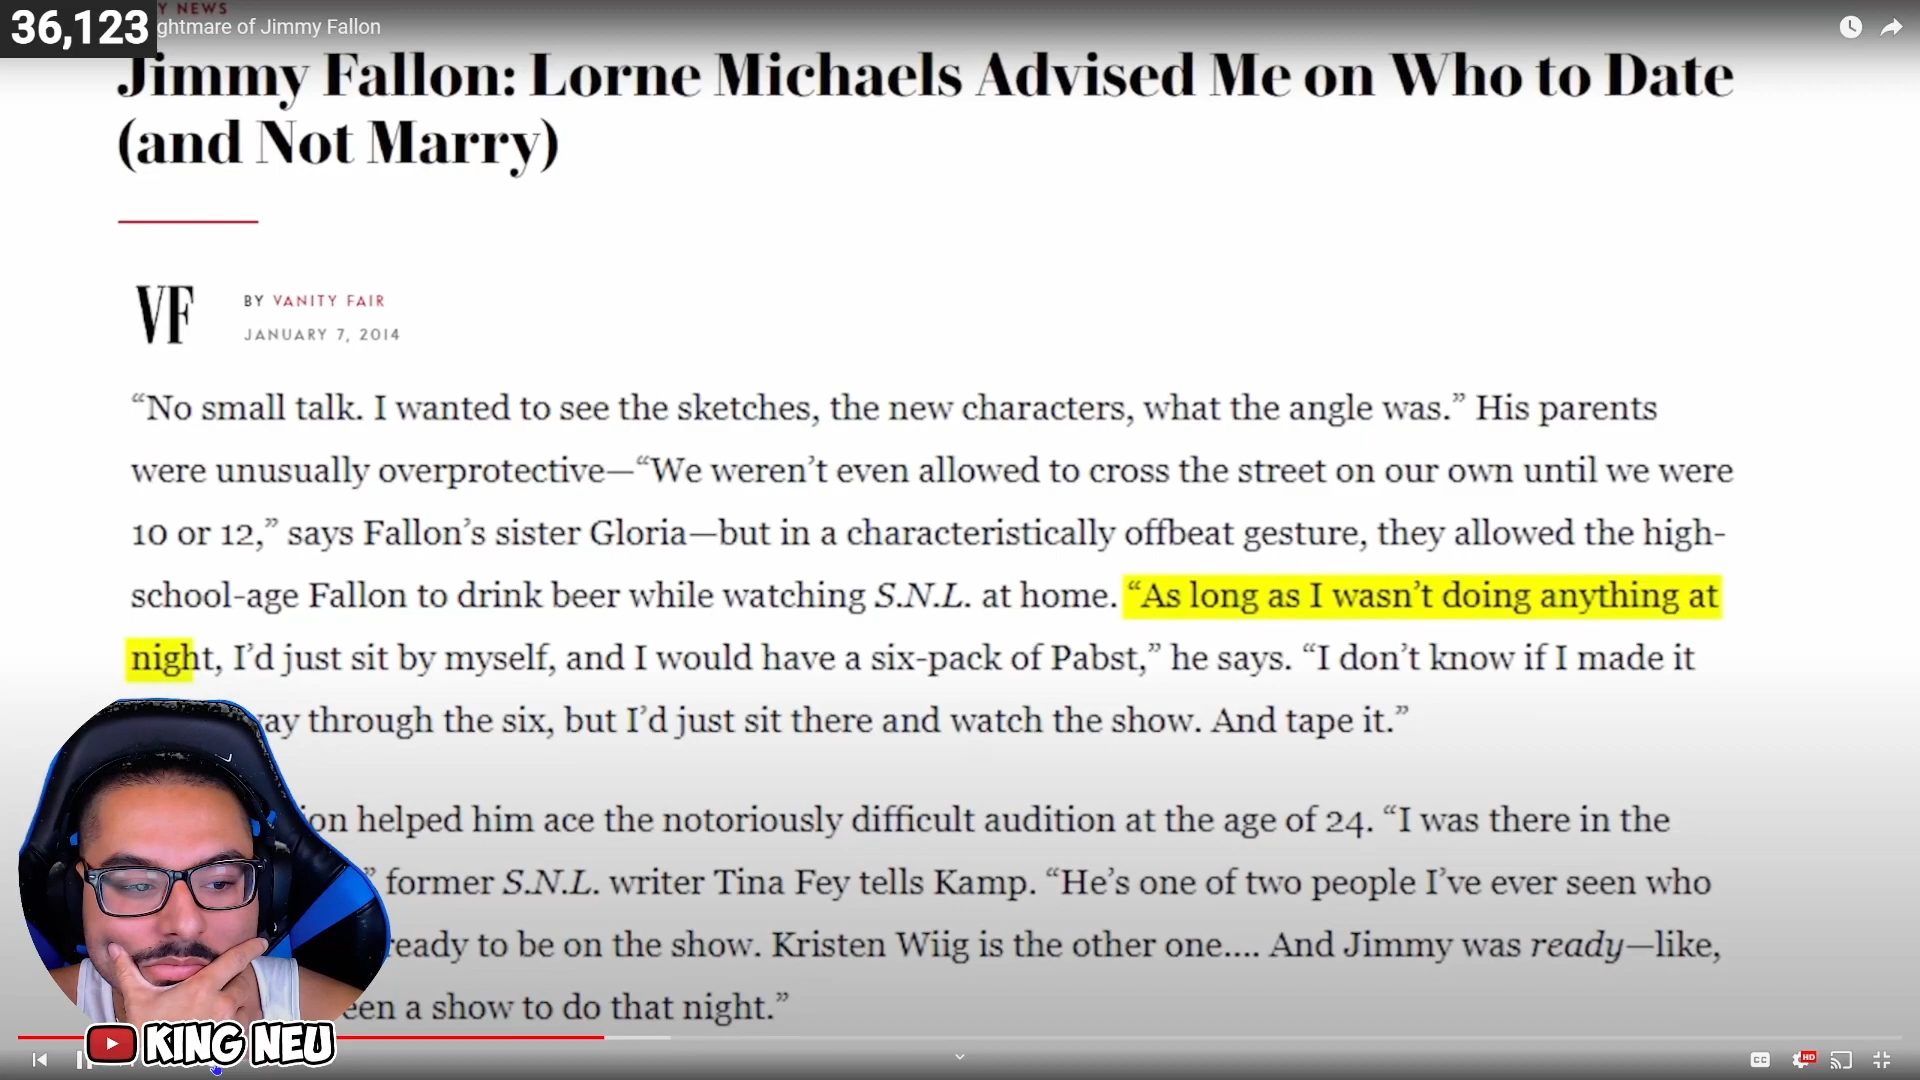 Y NEWS
36,123
ghtmare of Jimmy Fallon
Jimmy Fallon: Lorne Michaels Advised Me on Who to Date
(and Not Marry)
VF
BY VANITY FAIR
JANUARY 7, 2014
“No small talk. I wanted to see the sketches, the new characters, what the angle was.” His parents
were unusually overprotective—“We weren’t even allowed to cross the street on our own until we were
10 or 12,” says Fallon’s sister Gloria—but in a characteristically offbeat gesture, they allowed the high-
school-age Fallon to drink beer while watching S.N.L. at home. “As long as I wasn’t doing anything at
night, I’d just sit by myself, and I would have a six-pack of Pabst,” he says. “I don’t know if I made it
ay through the six, but I’d just sit there and watch the show. And tape it.”
on helped him ace the notoriously difficult audition at the age of 24. “I was there in the
” former S.N.L. writer Tina Fey tells Kamp. “He’s one of two people I’ve ever seen who
ready to be on the show. Kristen Wiig is the other one.... And Jimmy was ready—like,
een a show to do that night.”
KING NEU
CC
HD